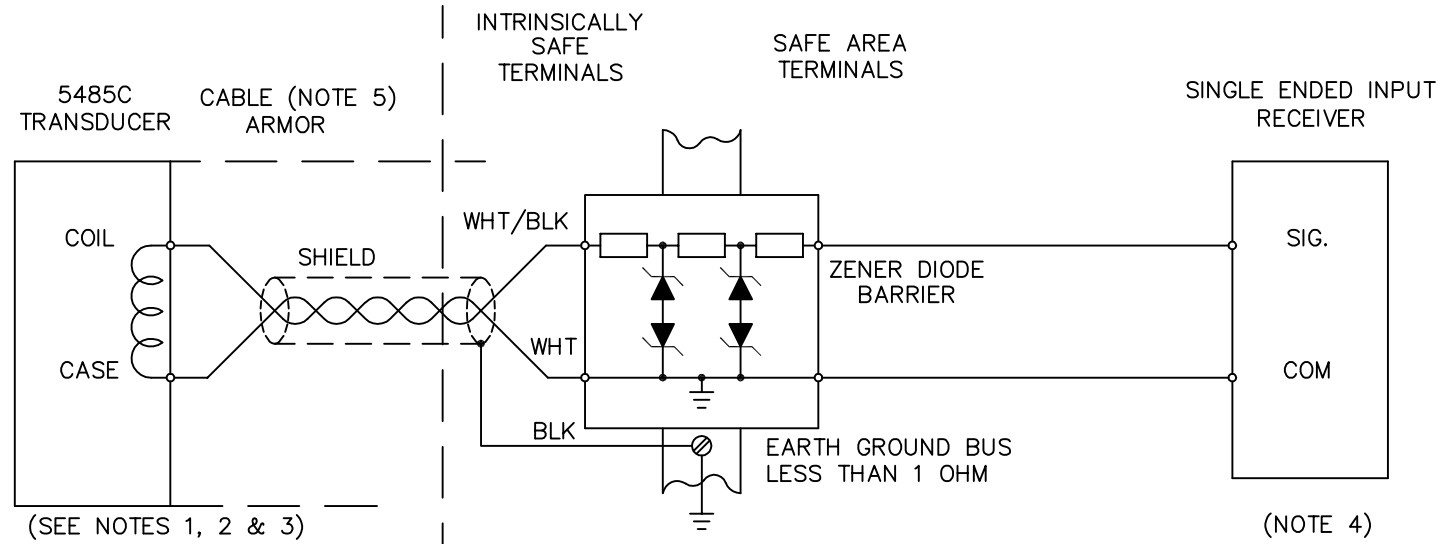 INTRINSICALLY
SAFE
TERMINALS
SAFE AREA
TERMINALS
5485C
TRANSDUCER
CABLE (NOTE 5)
ARMOR
SINGLE ENDED INPUT
RECEIVER
WHT/BLK
COIL
SHIELD
SIG.
ZENER DIODE
BARRIER
WHT
CASE
COM
BLK
EARTH GROUND BUS
LESS THAN 1 OHM
(SEE NOTES 1, 2 & 3)
(NOTE 4)